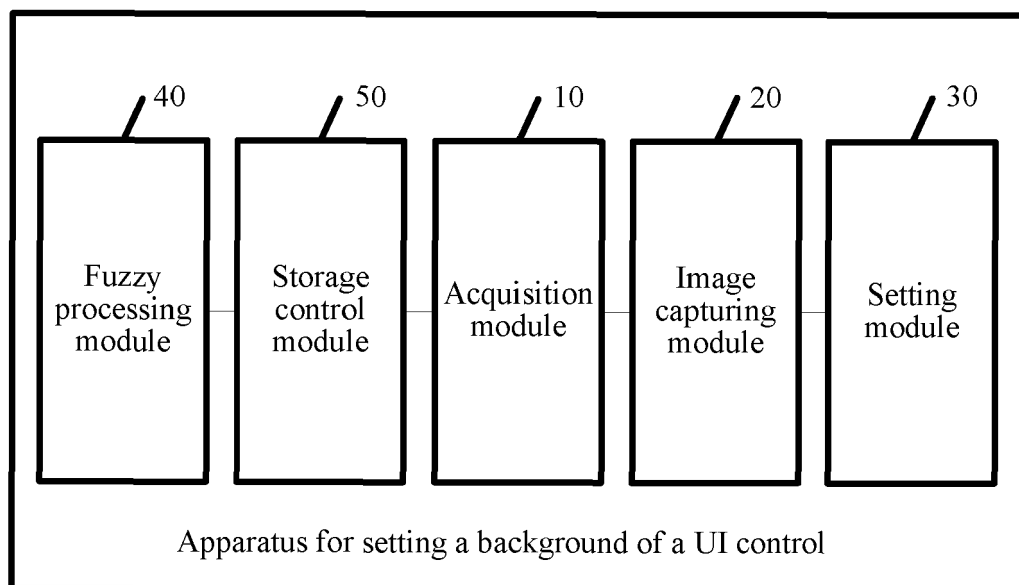 40
50
10
20
30
Fuzzy
processing
module
Storage
control
module
Acquisition
module
Image
capturing
module
Setting
module
Apparatus for setting a background of a UI control